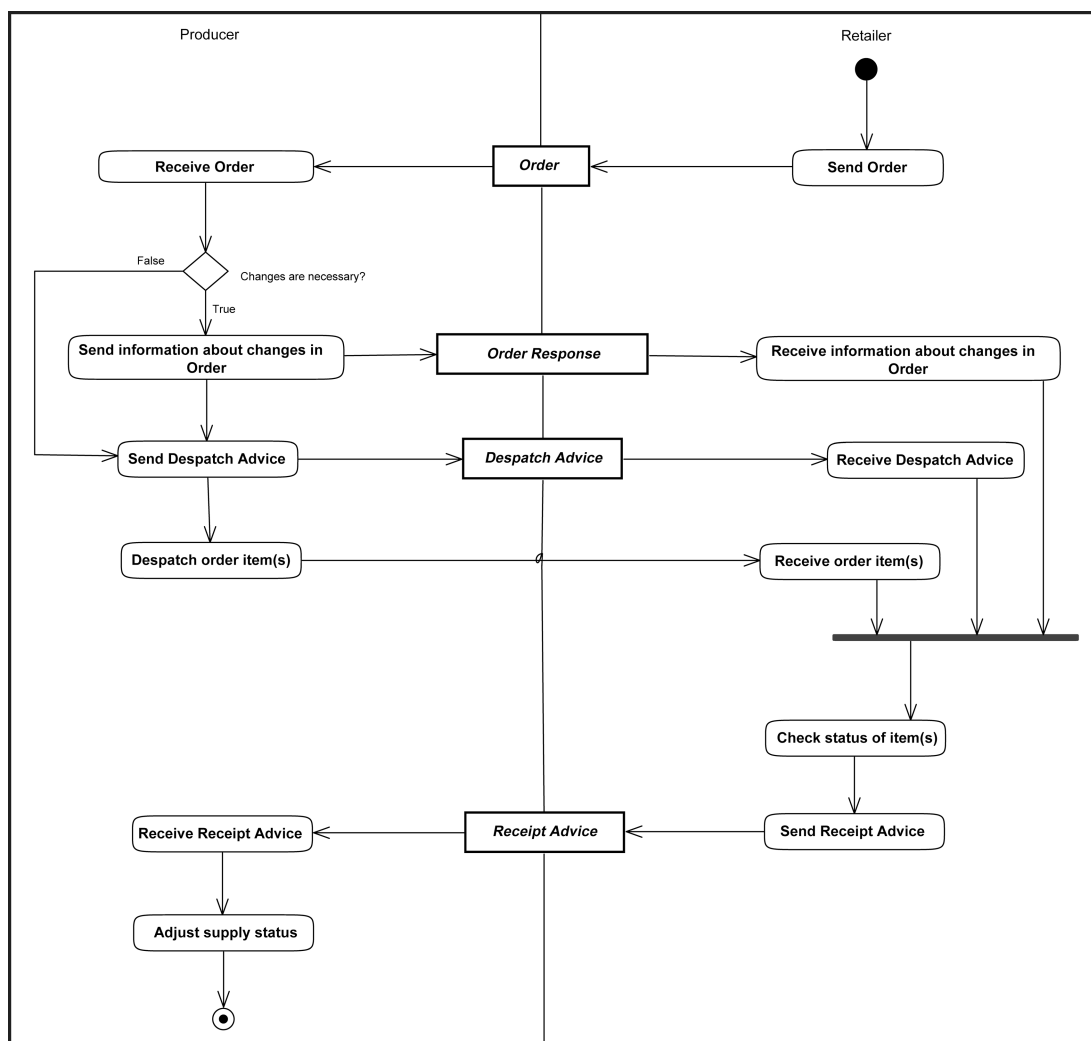 Producer
Retailer
Receive Order
Order
Send Order
False
Changes are necessary?
True
Send information about changes in
Order
Order Response
Receive information about changes in
Order
Send Despatch Advice
Despatch Advice
Receive Despatch Advice
Despatch order item(s)
Receive order item(s)
Check status of item(s)
Receive Receipt Advice
Receipt Advice
Send Receipt Advice
Adjust supply status